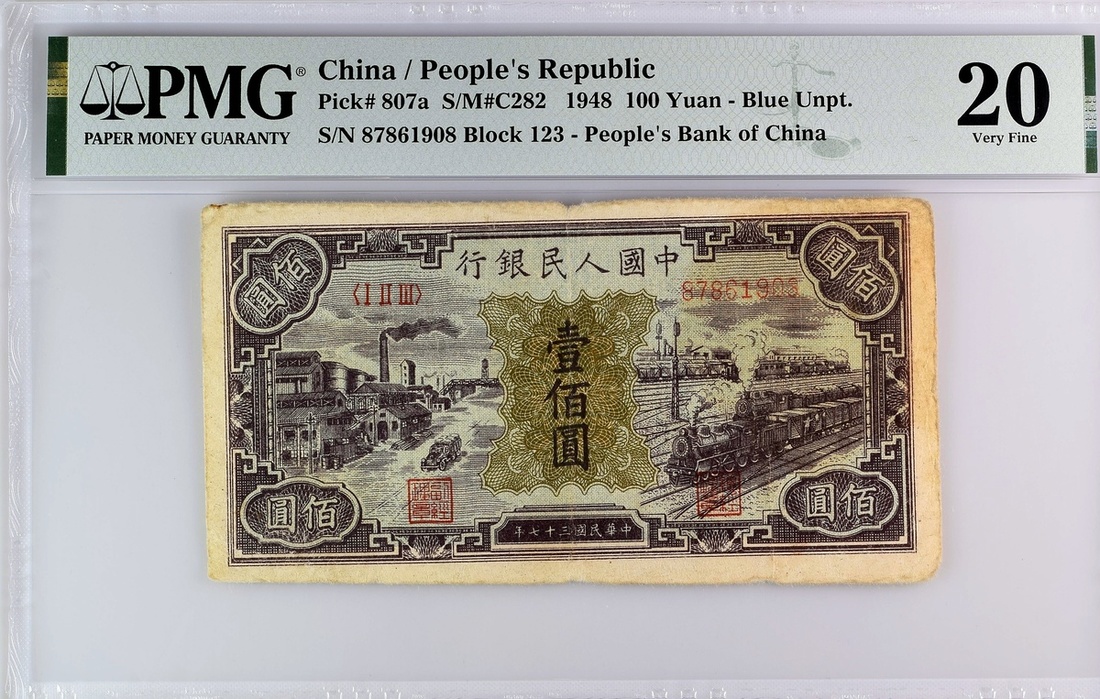 PMG®
PAPER MONEY GUARANTY
China / People's Republic
Pick# 807a S/M#C282 1948 100 Yuan - Blue Unpt.
S/N 87861908 Block 123 - People's Bank of China
20
Very Fine
行銀民人國中
圓佰
圓佰
〈I II III〉
87861908
壹佰圓
圓佰
圓佰
年七十三國民華中